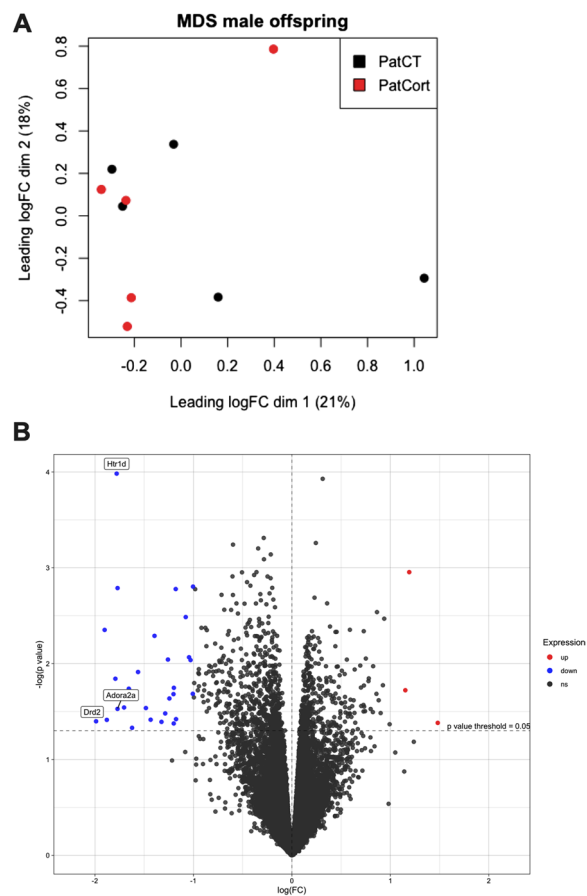 A
MDS male offspring
PatCT
PatCort
0.8
0.6
0.4
0.2
0.0
-0.2
-0.4
Leading logFC dim 2 (18%)
-0.2 0.0 0.2 0.4 0.6 0.8 1.0
Leading logFC dim 1 (21%)
B
Htr1d
Adora2a
Drd2
p value threshold = 0.05
4
3
2
1
0
-log(p value)
-2 -1 0 1 2
log(FC)
Expression
up
down
ns